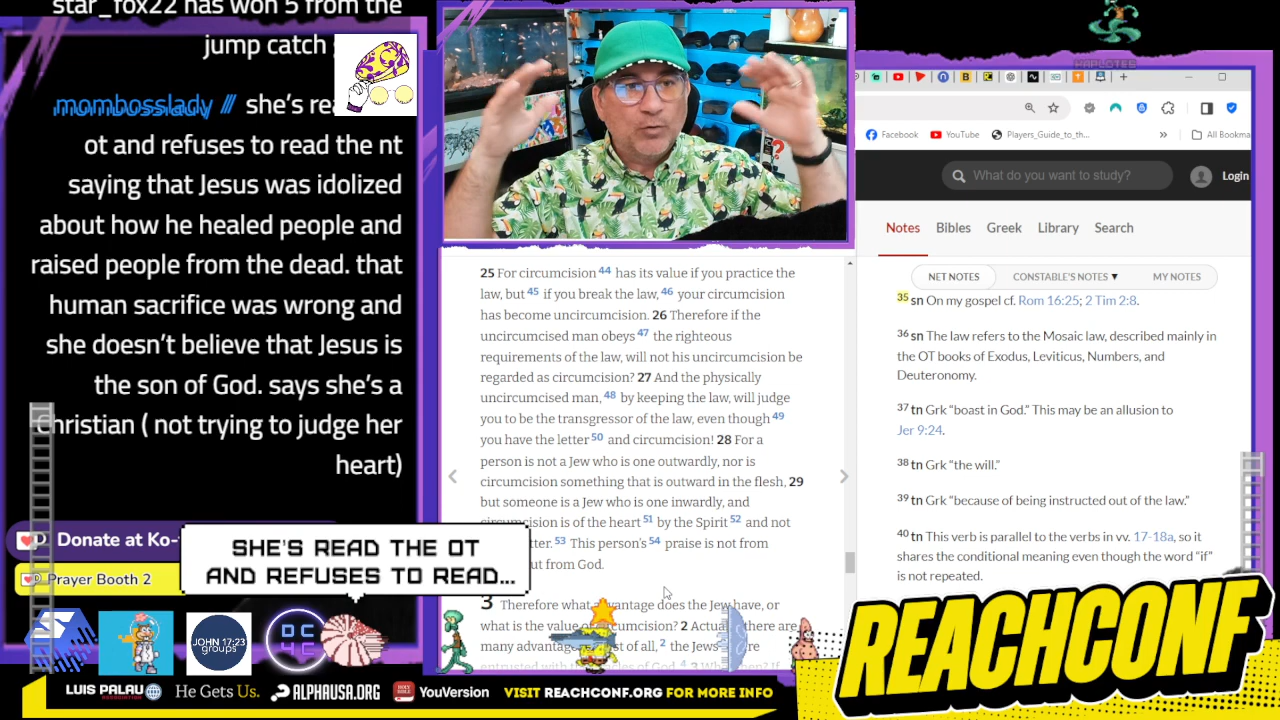 star_fox22 has won 5 from the
jump catch
mombosslady /// she's rea
ot and refuses to read the nt
saying that Jesus was idolized
about how he healed people and
raised people from the dead. that
human sacrifice was wrong and
she doesn't believe that Jesus is
the son of God. says she's a
Christian ( not trying to judge her
heart)
Donate at Ko-
Prayer Booth 2
SHE'S READ THE OT
AND REFUSES TO READ...
JOHN 17:23
groups
DC
4C
25 For circumcision 44 has its value if you practice the
law, but 45 if you break the law, 46 your circumcision
has become uncircumcision. 26 Therefore if the
uncircumcised man obeys 47 the righteous
requirements of the law, will not his uncircumcision be
regarded as circumcision? 27 And the physically
uncircumcised man, 48 by keeping the law, will judge
you to be the transgressor of the law, even though 49
you have the letter 50 and circumcision! 28 For a
person is not a Jew who is one outwardly, nor is
circumcision something that is outward in the flesh, 29
but someone is a Jew who is one inwardly, and
circumcision is of the heart 51 by the Spirit 52 and not
tter. 53 This person's 54 praise is not from
ut from God.
3 Therefore what advantage does the Jew have, or
what is the value of circumcision? 2 Actually, there are
many advantages. First of all, 2 the Jews were
entrusted with the oracles of God. 4 3 What then? If
HAPLOTES
Facebook YouTube Players_Guide_to_th... » All Bookma
What do you want to study? Login
Notes Bibles Greek Library Search
NET NOTES CONSTABLE'S NOTES ▼ MY NOTES
35 sn On my gospel cf. Rom 16:25; 2 Tim 2:8.
36 sn The law refers to the Mosaic law, described mainly in
the OT books of Exodus, Leviticus, Numbers, and
Deuteronomy.
37 tn Grk "boast in God." This may be an allusion to
Jer 9:24.
38 tn Grk "the will."
39 tn Grk "because of being instructed out of the law."
40 tn This verb is parallel to the verbs in vv. 17-18a, so it
shares the conditional meaning even though the word "if"
is not repeated.
REACHCONF
LUIS PALAU He Gets Us. ALPHAUSA.ORG HOLY BIBLE YouVersion VISIT REACHCONF.ORG FOR MORE INFO